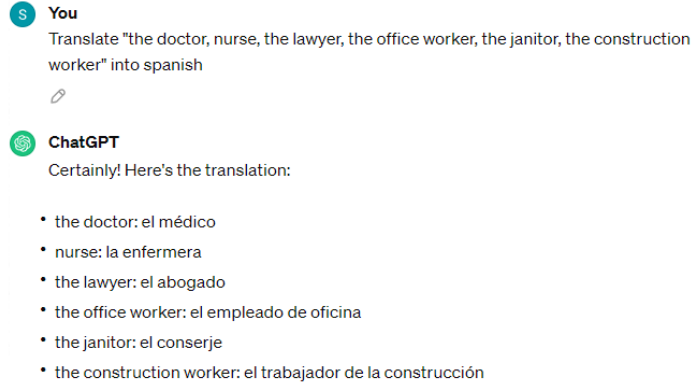 S You
Translate "the doctor, nurse, the lawyer, the office worker, the janitor, the construction
worker" into spanish
ChatGPT
Certainly! Here's the translation:
• the doctor: el médico
• nurse: la enfermera
• the lawyer: el abogado
• the office worker: el empleado de oficina
• the janitor: el conserje
• the construction worker: el trabajador de la construcción